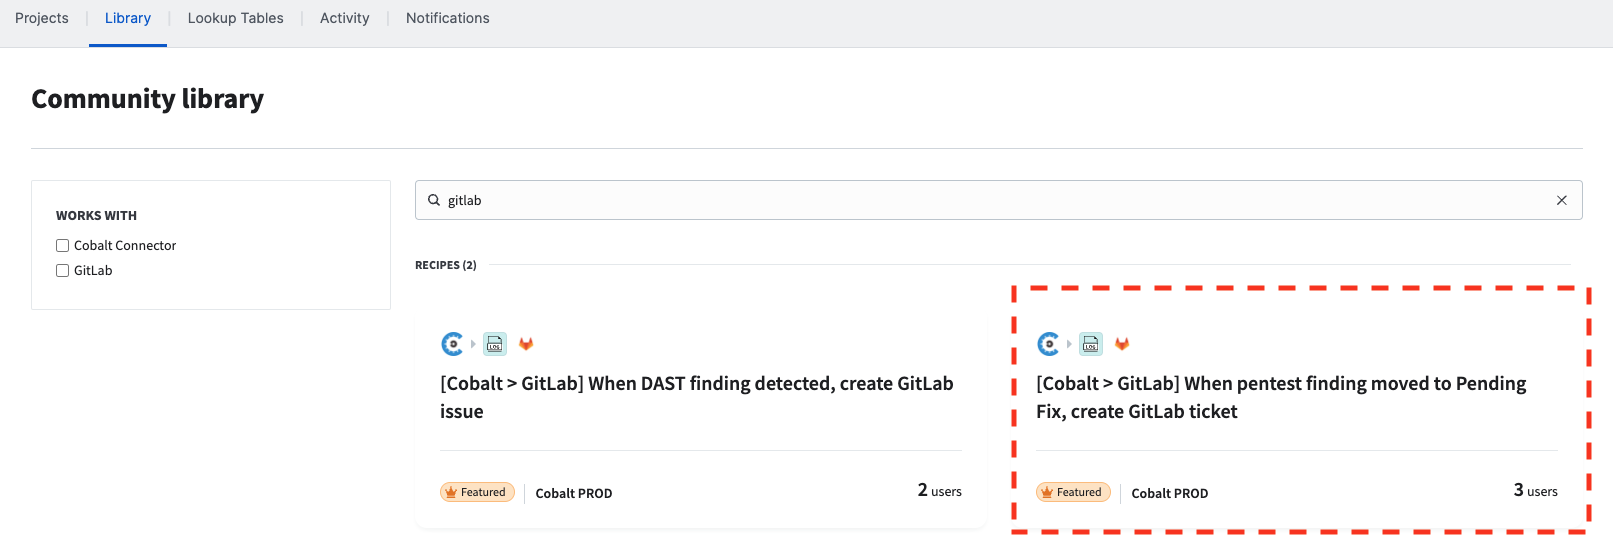 Projects
Library
Lookup Tables
Activity
Notifications
Community library
WORKS WITH
Cobalt Connector
GitLab
gitlab
RECIPES (2)
LOG
[Cobalt > GitLab] When DAST finding detected, create GitLab
issue
Featured
Cobalt PROD
2 users
LOG
[Cobalt > GitLab] When pentest finding moved to Pending
Fix, create GitLab ticket
Featured
Cobalt PROD
3 users